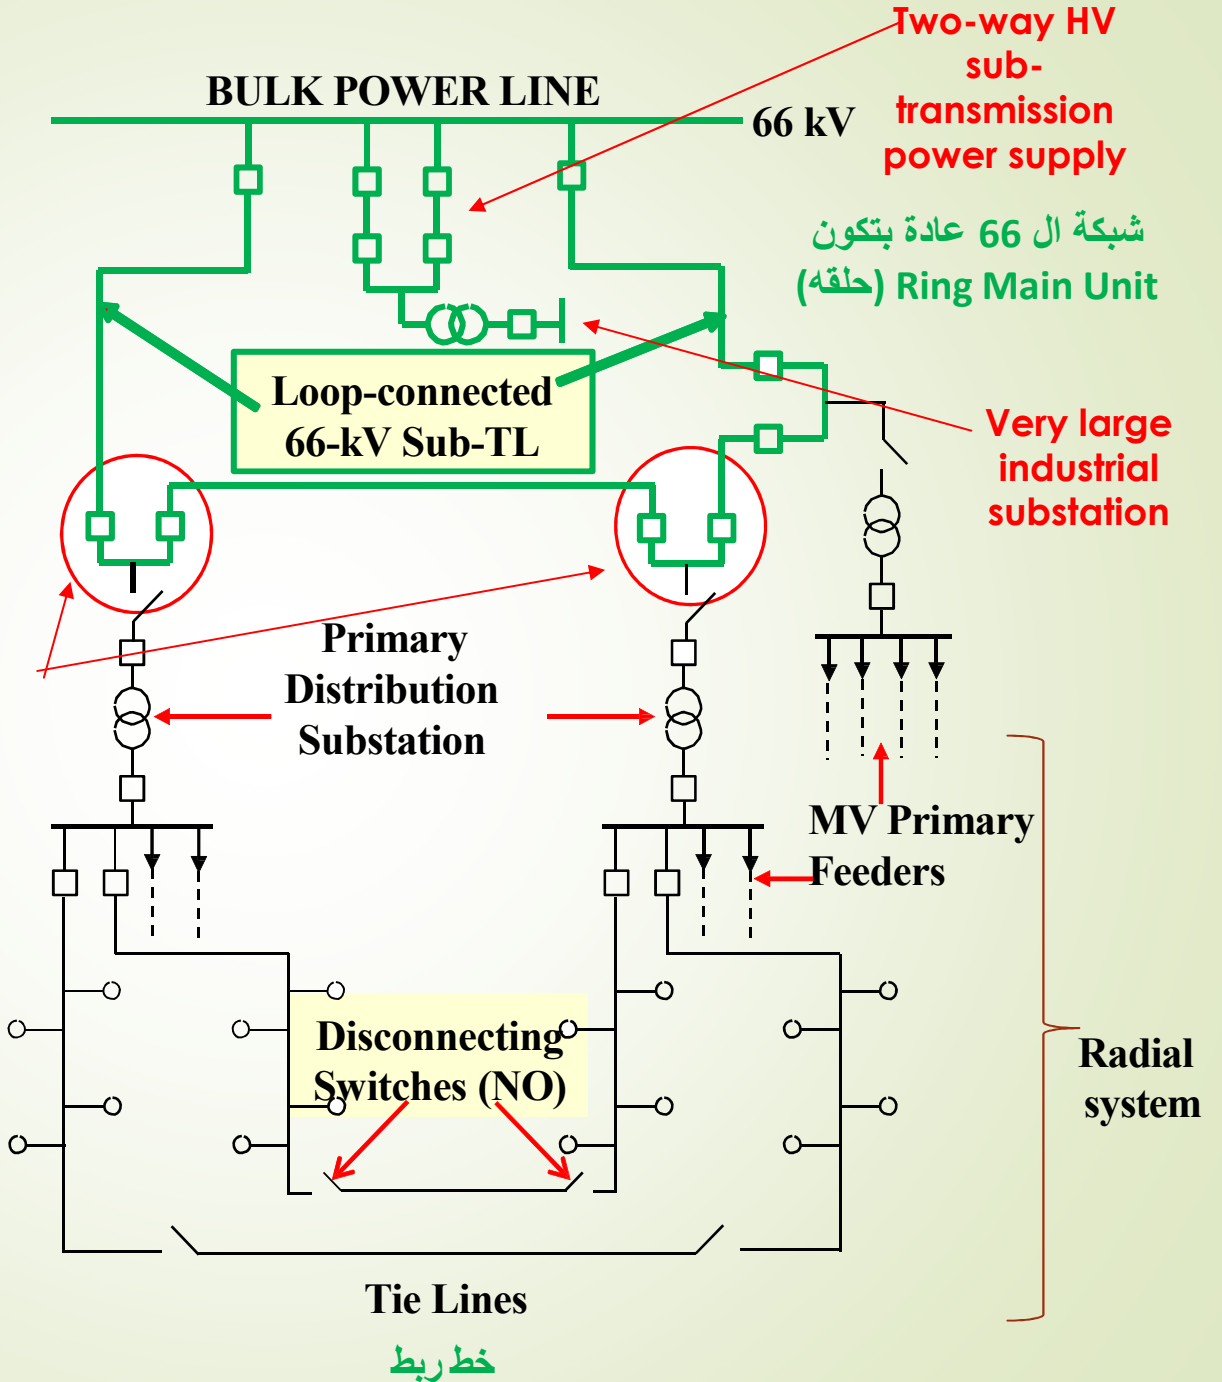 Two-way HV
sub-
transmission
power supply
BULK POWER LINE
66 kV
شبكة ال 66 عادة بتكون
Ring Main Unit (حلقه)
Loop-connected
66-kV Sub-TL
Very large
industrial
substation
Primary
Distribution
Substation
MV Primary
Feeders
Disconnecting
Switches (NO)
Radial
system
Tie Lines
خط ربط